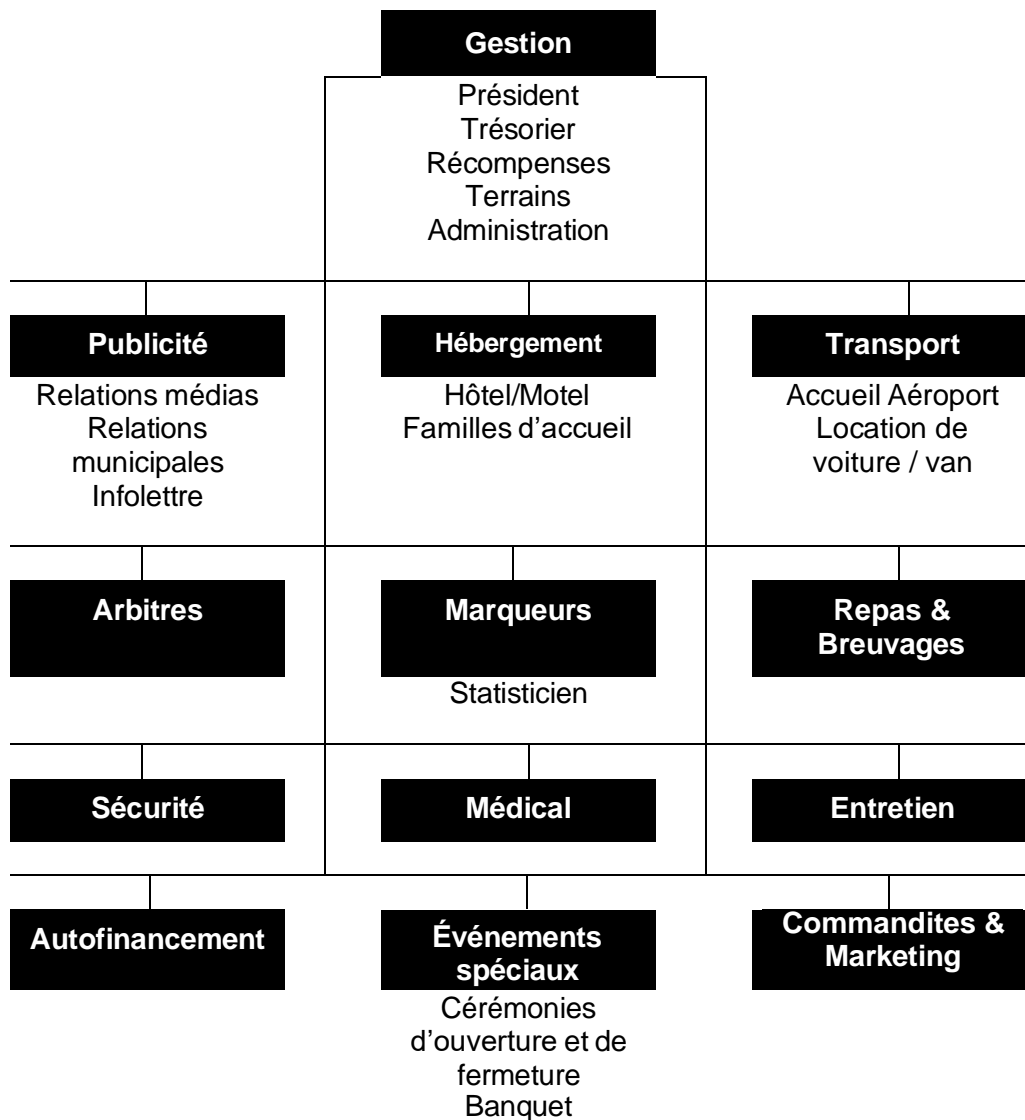 Gestion
Président
Trésorier
Récompenses
Terrains
Administration
Publicité
Relations médias
Relations
municipales
Infolettre
Hébergement
Hôtel/Motel
Familles d’accueil
Transport
Accueil Aéroport
Location de
voiture / van
Arbitres
Marqueurs
Statisticien
Repas &
Breuvages
Sécurité
Médical
Entretien
Autofinancement
Événements
spéciaux
Cérémonies
d’ouverture et de
fermeture
Banquet
Commandites &
Marketing